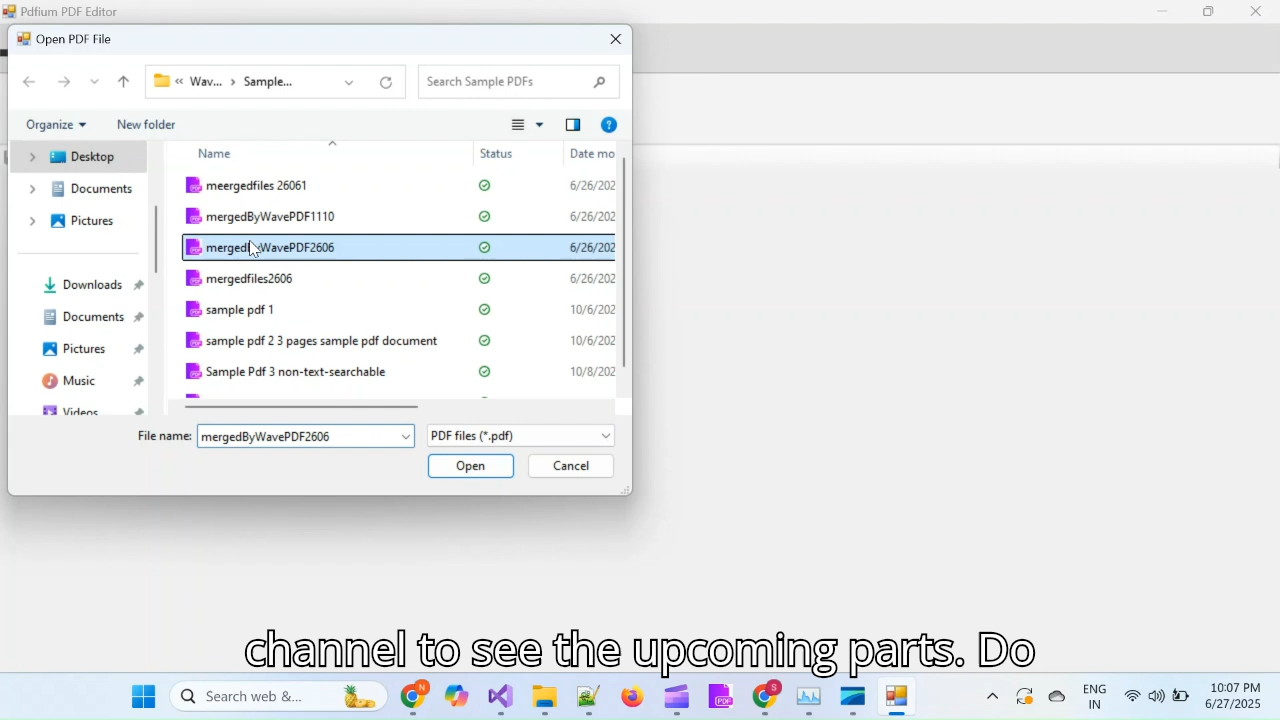 Pdfium PDF Editor
Open PDF File
« Wav... > Sample...
Search Sample PDFs
Organize
New folder
Name
Status
Date mo
Desktop
Documents
Pictures
Downloads
Documents
Pictures
Music
Videos
meergedfiles 26061
6/26/202
mergedByWavePDF1110
6/26/202
6/26/202
mergedfiles2606
6/26/202
sample pdf 1
10/6/202
sample pdf 2 3 pages sample pdf document
10/6/202
Sample Pdf 3 non-text-searchable
10/8/202
File name:
mergedByWavePDF2606
PDF files (*.pdf)
Open
Cancel
channel to see the upcoming parts. Do
Search web &...
N
PDF
S
ENG
IN
10:07 PM
6/27/2025